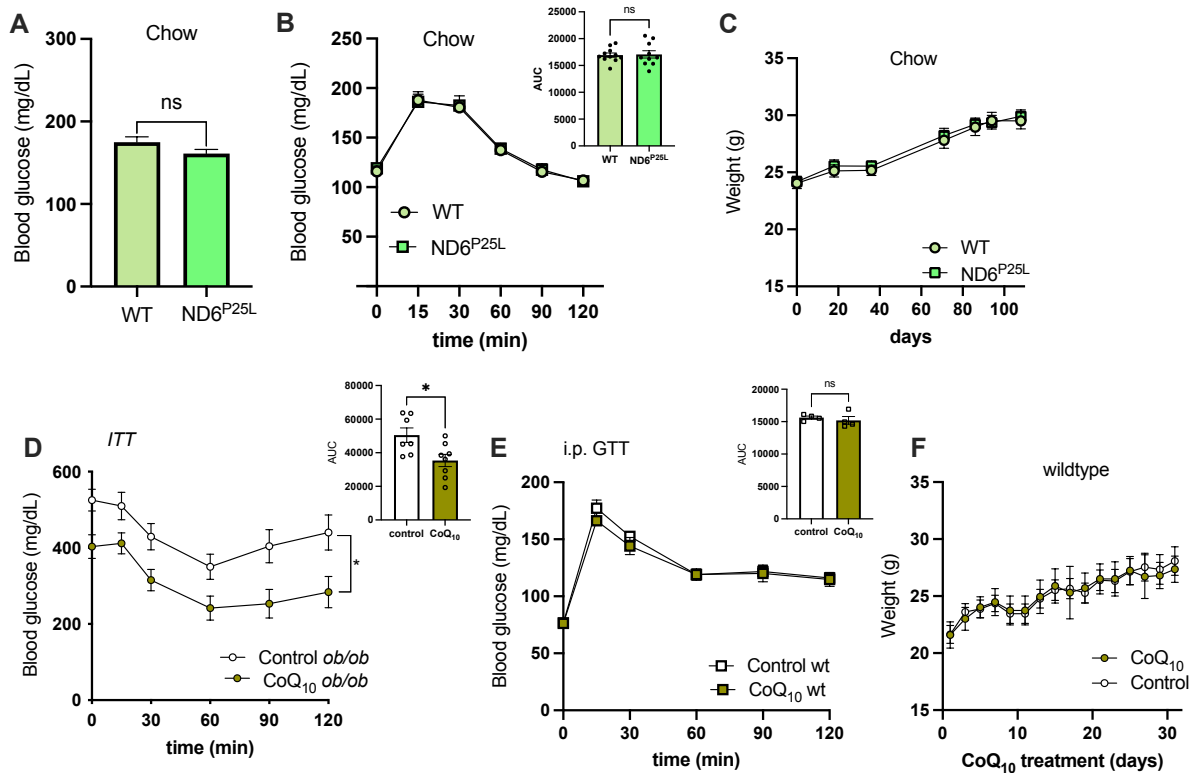 A
Chow
Blood glucose (mg/dL)
300
200
100
0
ns
WT
ND6P25L
B
Chow
Blood glucose (mg/dL)
250
200
150
100
50
0
15
30
60
90
120
time (min)
WT
ND6P25L
ns
AUC
25000
20000
15000
10000
5000
0
WT
ND6P25L
C
Chow
Weight (g)
35
30
25
20
15
0
20
40
60
80
100
days
WT
ND6P25L
D
ITT
Blood glucose (mg/dL)
600
400
200
0
0
30
60
90
120
time (min)
*
Control ob/ob
CoQ10 ob/ob
*
AUC
80000
60000
40000
20000
0
control
CoQ10
E
i.p. GTT
Blood glucose (mg/dL)
200
150
100
50
0
0
30
60
90
120
time (min)
Control wt
CoQ10 wt
ns
AUC
20000
15000
10000
5000
0
control
CoQ10
F
wildtype
Weight (g)
35
30
25
20
15
0
10
20
30
CoQ10 treatment (days)
CoQ10
Control